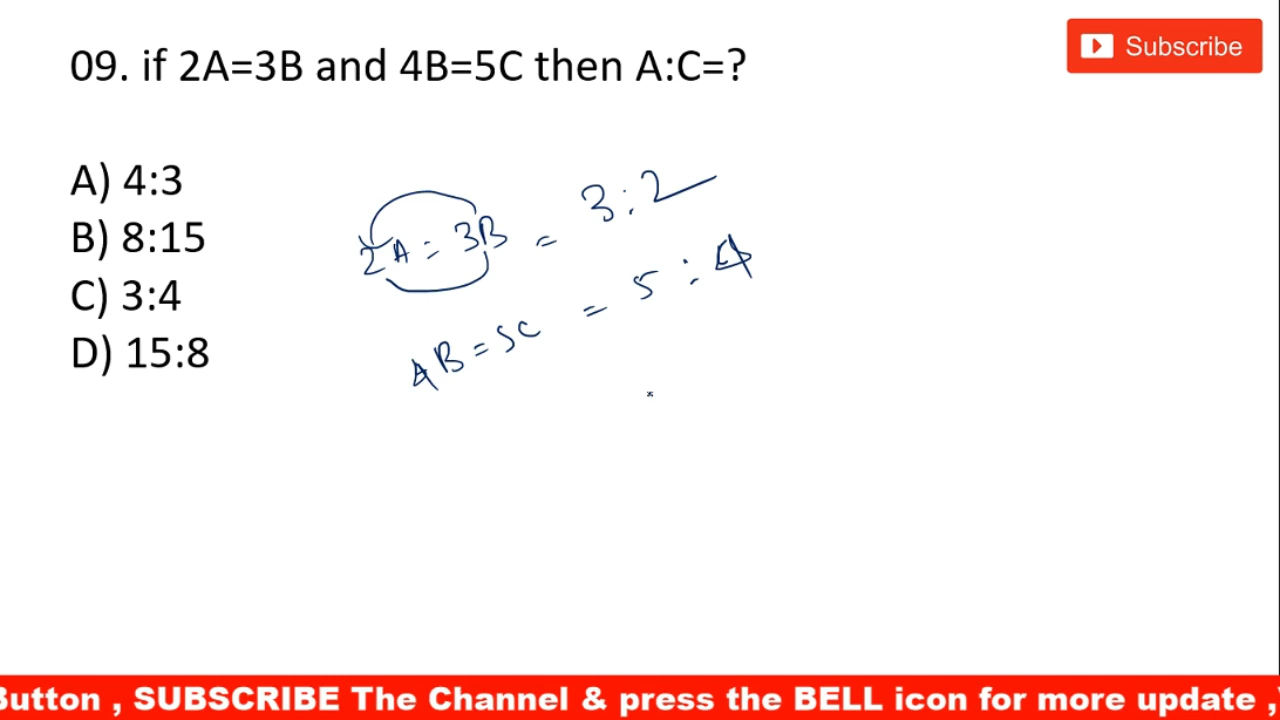 09. if 2A=3B and 4B=5C then A:C=?
Subscribe
A) 4:3
B) 8:15
C) 3:4
D) 15:8
2A = 3B = 3:2
4B = 5C = 5:4
Button , SUBSCRIBE The Channel & press the BELL icon for more update ,